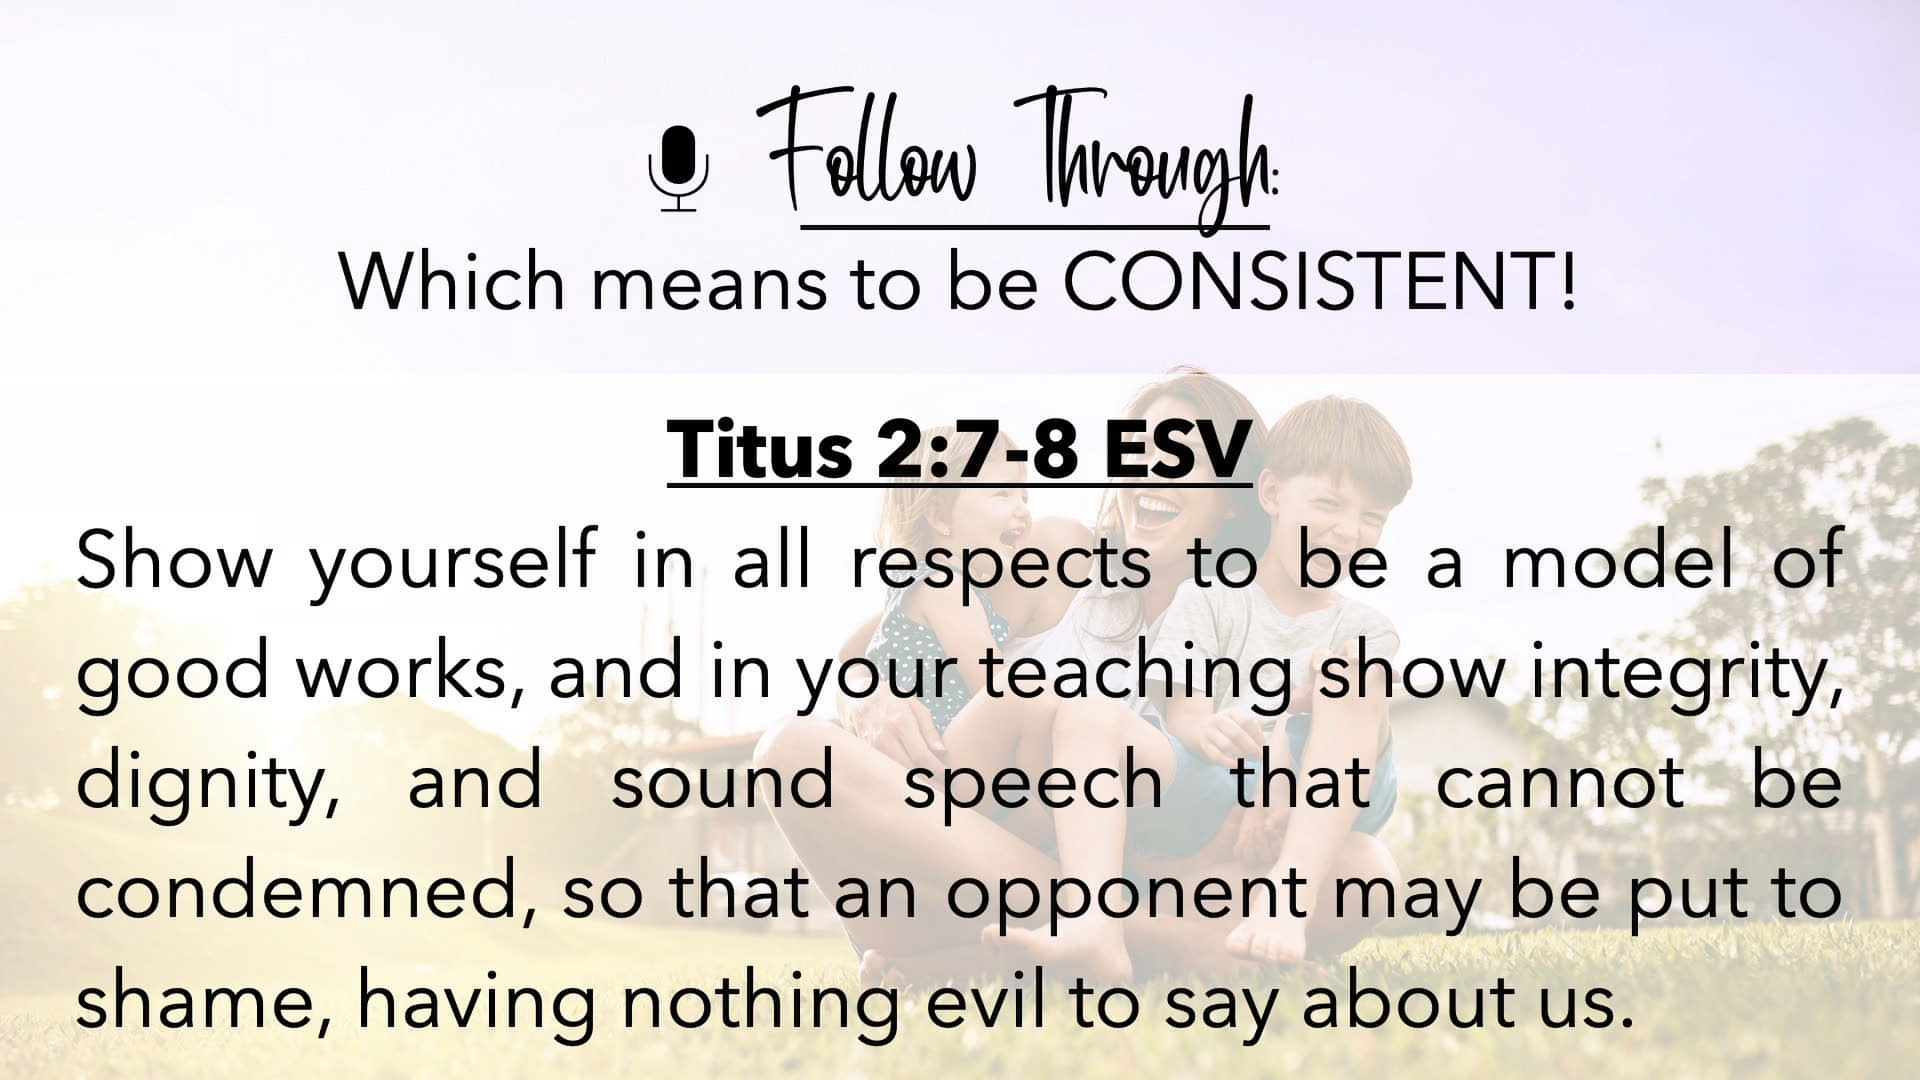 Follow Through:
Which means to be CONSISTENT!
Titus 2:7-8 ESV
Show yourself in all respects to be a model of
good works, and in your teaching show integrity,
dignity, and sound speech that cannot be
condemned, so that an opponent may be put to
shame, having nothing evil to say about us.